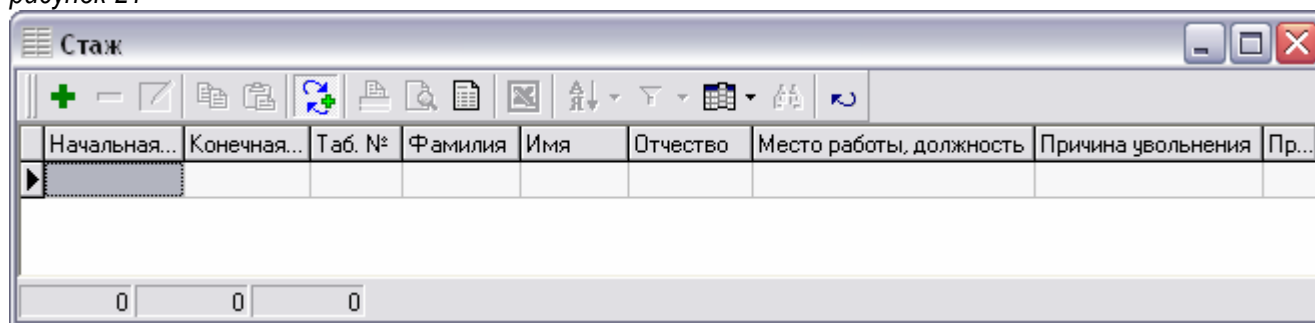 рисунок 21
Стаж
Начальная... Конечная... Таб. № Фамилия Имя Отчество Место работы, должность Причина увольнения Пр...
0 0 0